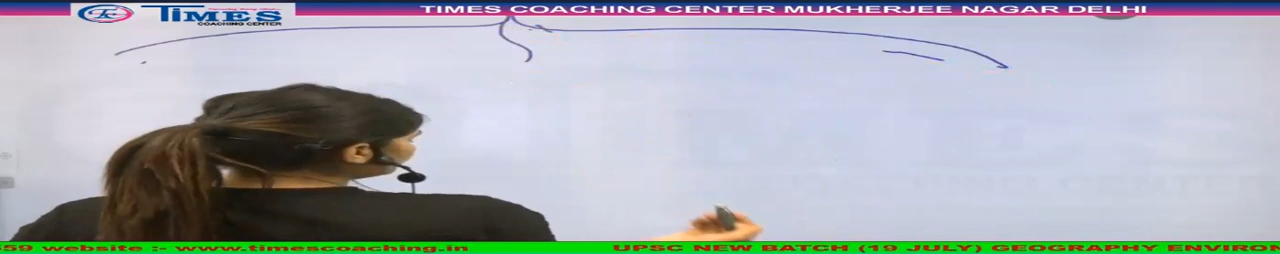 TIMES
COACHING CENTER
TIMES COACHING CENTER MUKHERJEE NAGAR DELHI
559 website :- www.timescoaching.in
UPSC NEW BATCH (19 JULY) GEOGRAPHY ENVIRON